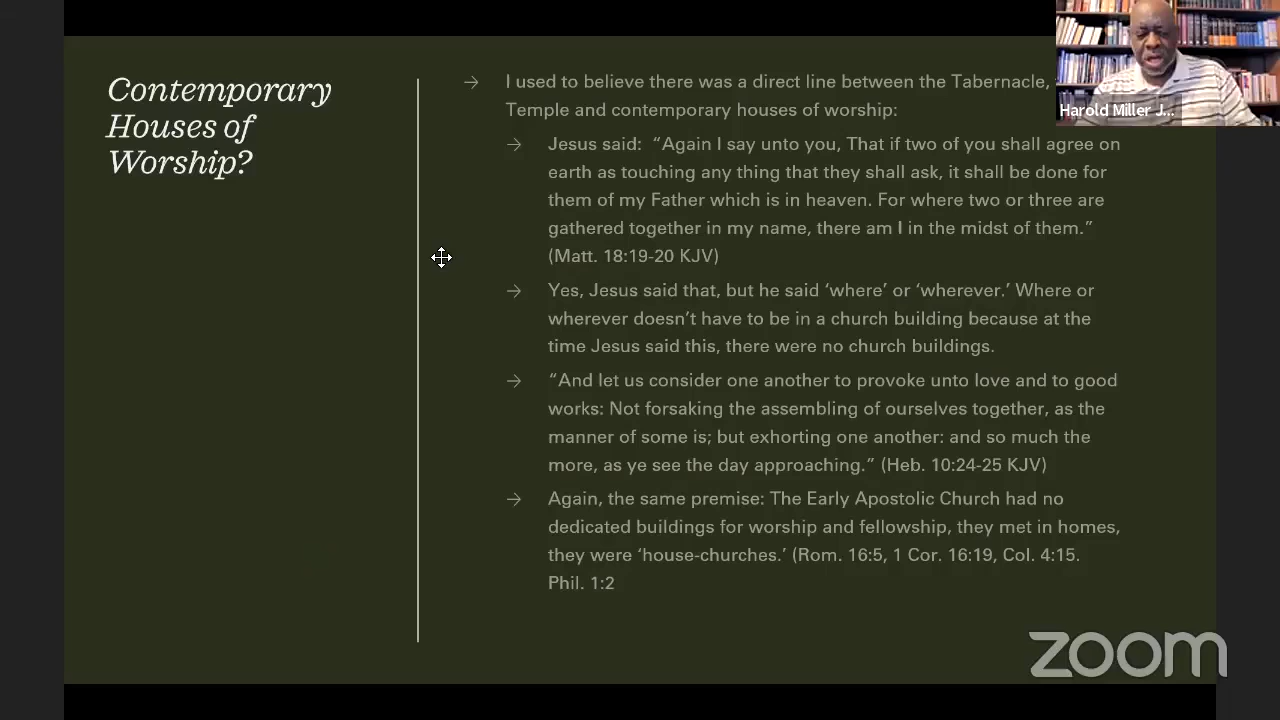 Contemporary
Houses of
Worship?
→ I used to believe there was a direct line between the Tabernacle,
Temple and contemporary houses of worship:
→ Jesus said: “Again I say unto you, That if two of you shall agree on
earth as touching any thing that they shall ask, it shall be done for
them of my Father which is in heaven. For where two or three are
gathered together in my name, there am I in the midst of them.”
(Matt. 18:19-20 KJV)
→ Yes, Jesus said that, but he said ‘where’ or ‘wherever.’ Where or
wherever doesn’t have to be in a church building because at the
time Jesus said this, there were no church buildings.
→ “And let us consider one another to provoke unto love and to good
works: Not forsaking the assembling of ourselves together, as the
manner of some is; but exhorting one another: and so much the
more, as ye see the day approaching.” (Heb. 10:24-25 KJV)
→ Again, the same premise: The Early Apostolic Church had no
dedicated buildings for worship and fellowship, they met in homes,
they were ‘house-churches.’ (Rom. 16:5, 1 Cor. 16:19, Col. 4:15.
Phil. 1:2
Harold Miller J...
zoom